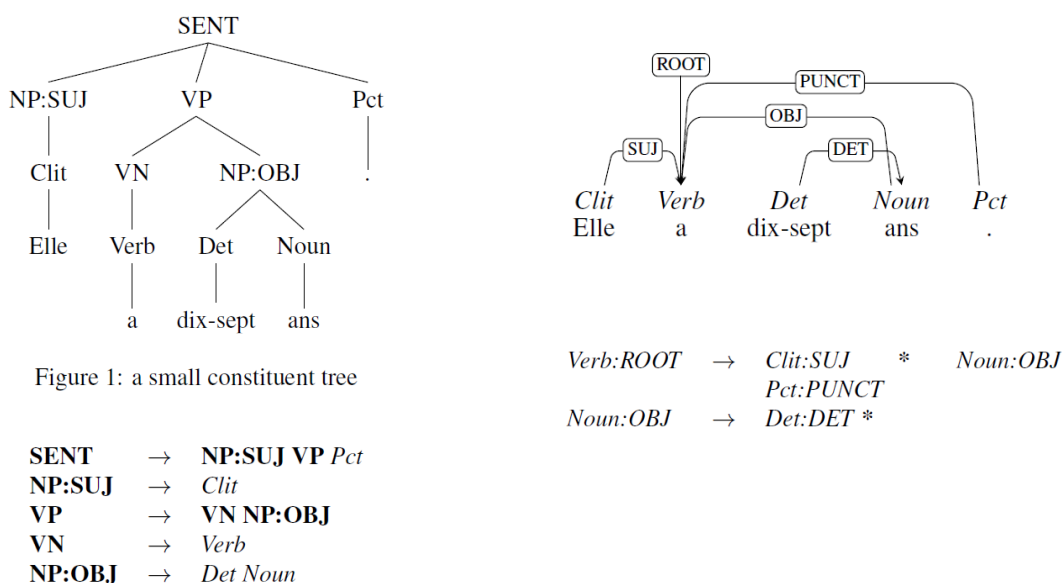 SENT
NP:SUJ VP Pct
Clit VN NP:OBJ .
Elle Verb Det Noun
a dix-sept ans
Figure 1: a small constituent tree
SENT → NP:SUJ VP Pct
NP:SUJ → Clit
VP → VN NP:OBJ
VN → Verb
NP:OBJ → Det Noun
ROOT
PUNCT
OBJ
SUJ DET
Clit Verb Det Noun Pct
Elle a dix-sept ans .
Verb:ROOT → Clit:SUJ * Noun:OBJ
Pct:PUNCT
Noun:OBJ → Det:DET *